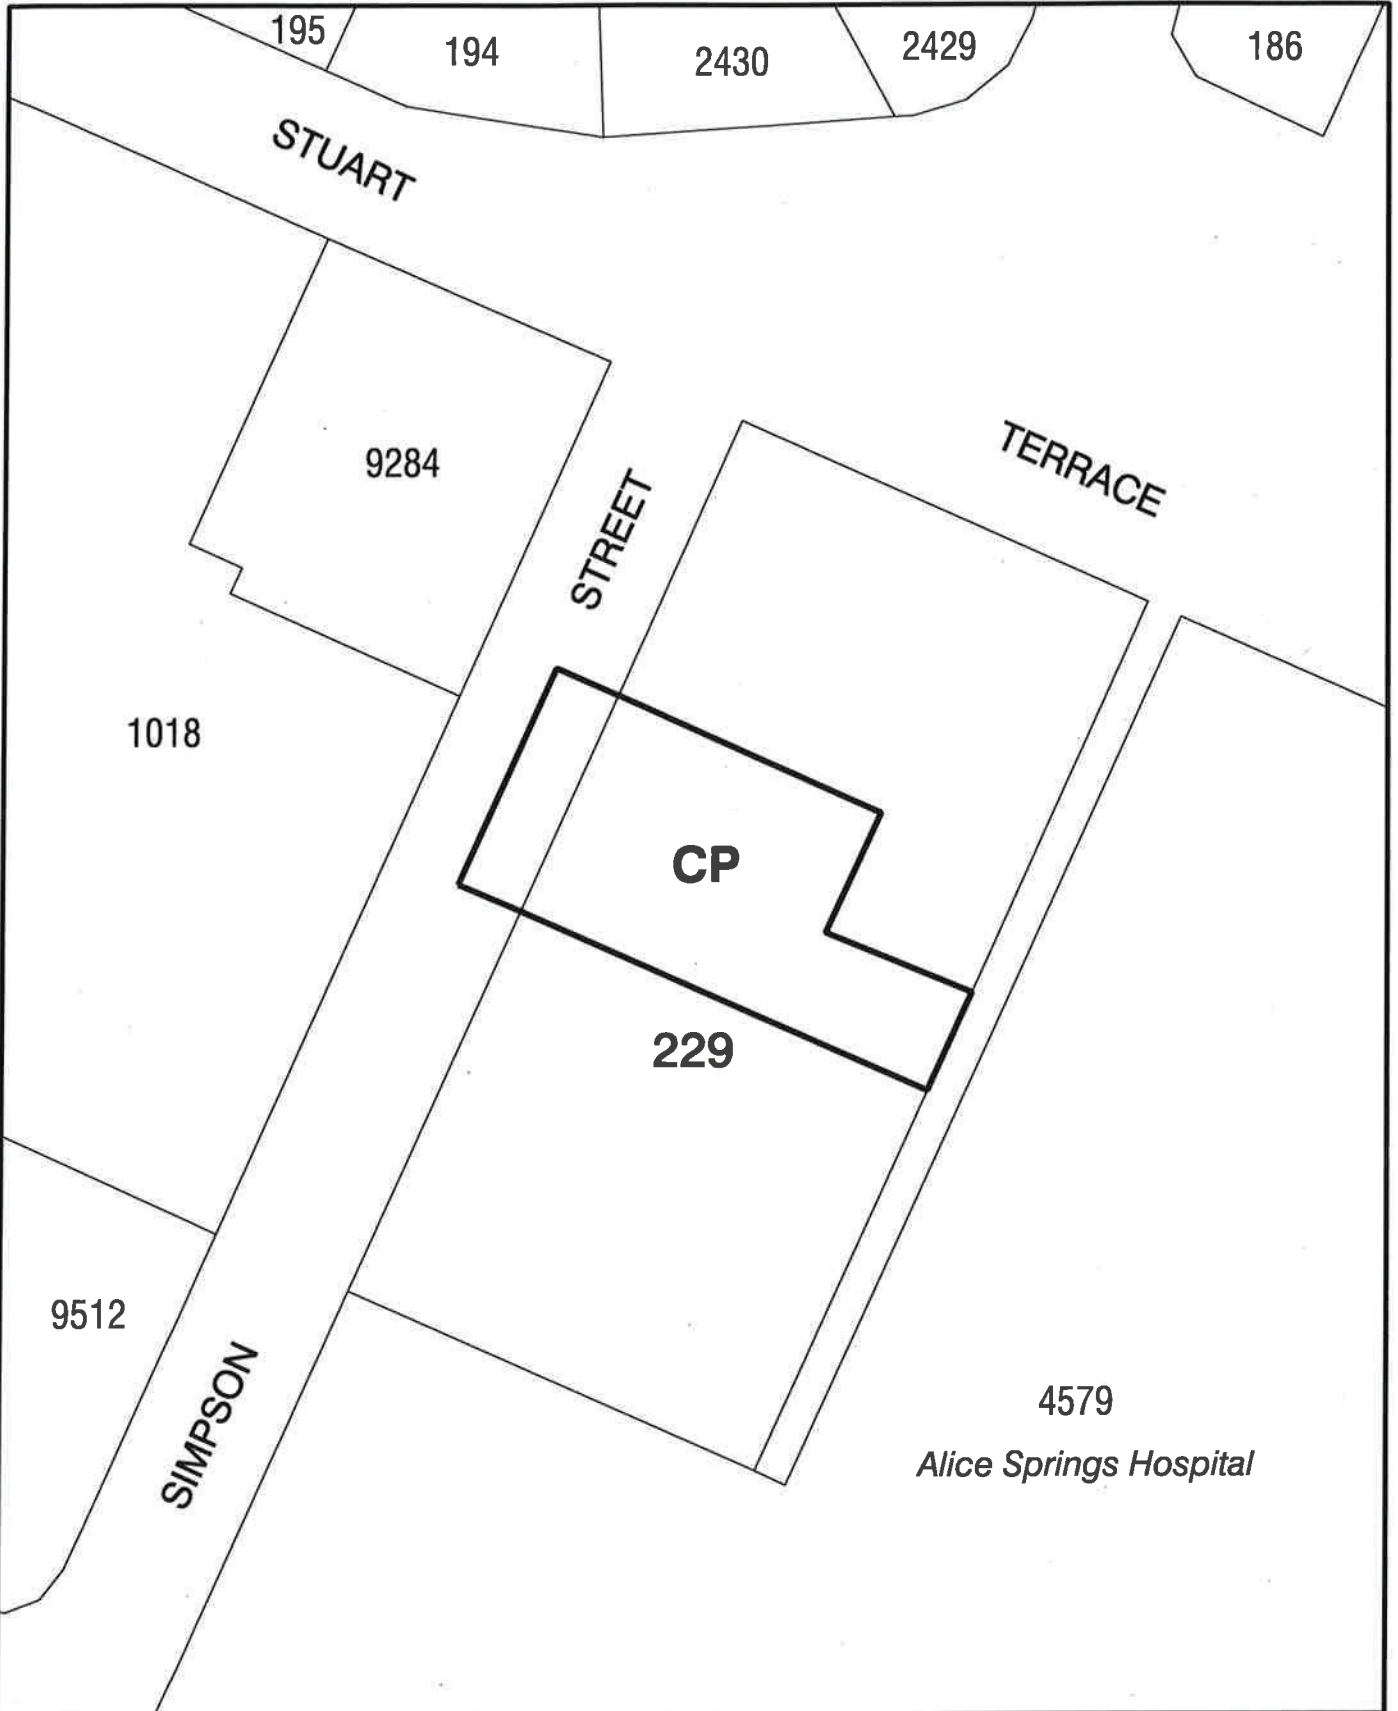 195
194
2430
2429
186
STUART
TERRACE
9284
STREET
1018
CP
229
9512
SIMPSON
4579
Alice Springs Hospital